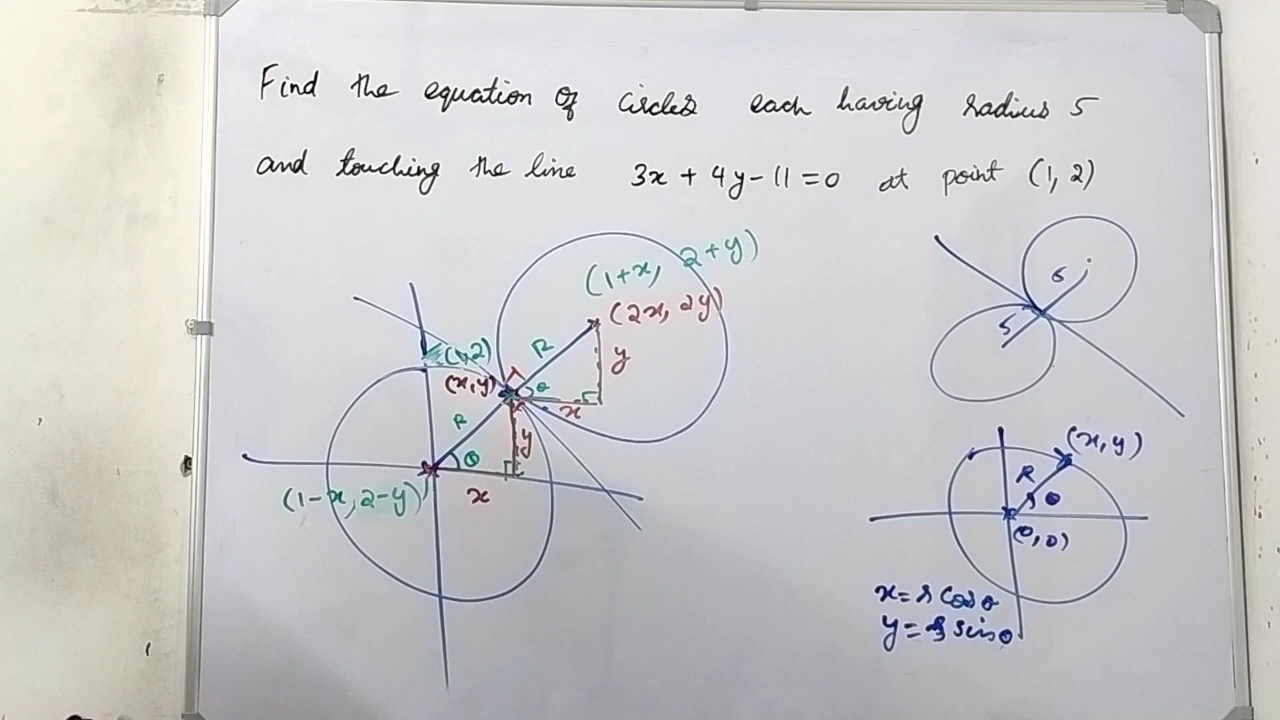 Find the equation of circles each having radius 5
and touching the line 3x + 4y - 11 = 0 at point (1, 2)
(1+x, 2+y)
(2x, 2y)
R
y
(1,2)
(x,y)
θ
x
R
y
θ
(1-x, 2-y)
x
6
5
(x, y)
R
θ
(0,0)
x = r cos θ
y = r sin θ